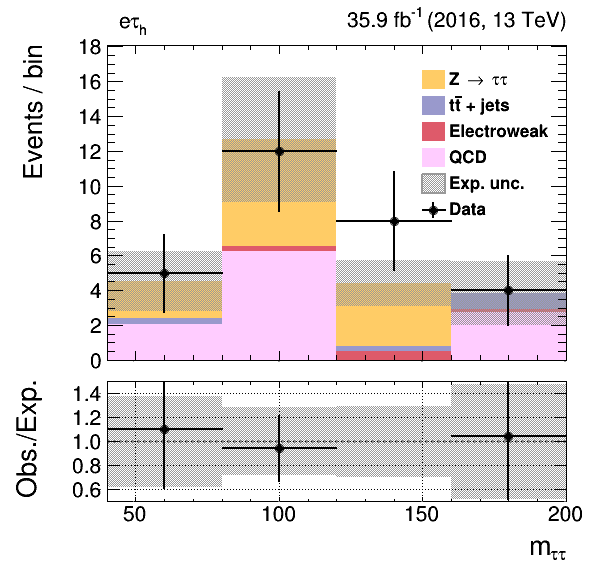 eτh 35.9 fb⁻¹ (2016, 13 TeV)
Events / bin
18
16
14
12
10
8
6
4
2
0
Z → ττ
tt̄ + jets
Electroweak
QCD
Exp. unc.
Data
Obs./Exp.
1.4
1.2
1.0
0.8
0.6
50 100 150 200
mττ